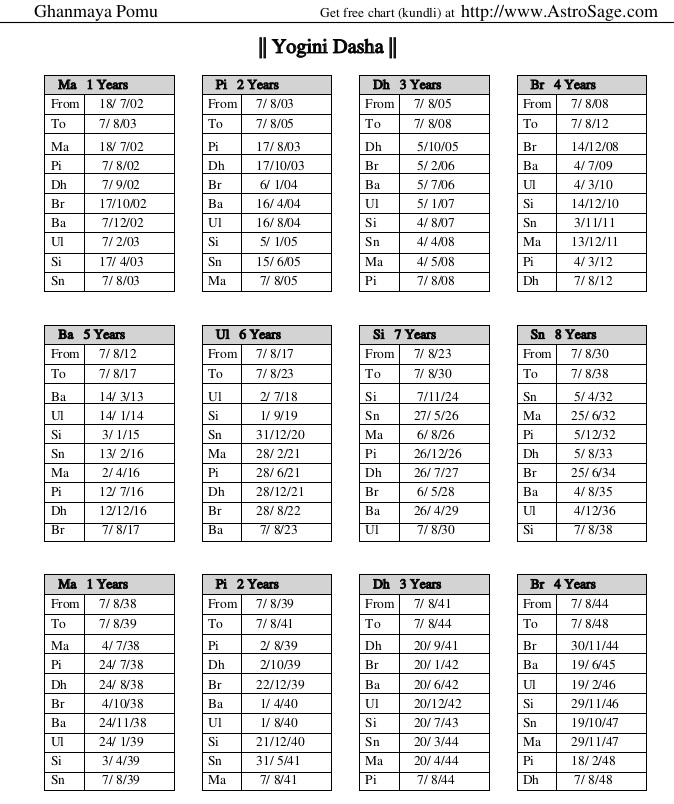 Ghanmaya Pomu Get free chart (kundli) at http://www.AstroSage.com
|| Yogini Dasha ||
Ma 1 Years Pi 2 Years Dh 3 Years Br 4 Years
From 18/ 7/02 From 7/ 8/03 From 7/ 8/05 From 7/ 8/08
To 7/ 8/03 To 7/ 8/05 To 7/ 8/08 To 7/ 8/12
Ma 18/ 7/02 Pi 17/ 8/03 Dh 5/10/05 Br 14/12/08
Pi 7/ 8/02 Dh 17/10/03 Br 5/ 2/06 Ba 4/ 7/09
Dh 7/ 9/02 Br 6/ 1/04 Ba 5/ 7/06 Ul 4/ 3/10
Br 17/10/02 Ba 16/ 4/04 Ul 5/ 1/07 Si 14/12/10
Ba 7/12/02 Ul 16/ 8/04 Si 4/ 8/07 Sn 3/11/11
Ul 7/ 2/03 Si 5/ 1/05 Sn 4/ 4/08 Ma 13/12/11
Si 17/ 4/03 Sn 15/ 6/05 Ma 4/ 5/08 Pi 4/ 3/12
Sn 7/ 8/03 Ma 7/ 8/05 Pi 7/ 8/08 Dh 7/ 8/12
Ba 5 Years Ul 6 Years Si 7 Years Sn 8 Years
From 7/ 8/12 From 7/ 8/17 From 7/ 8/23 From 7/ 8/30
To 7/ 8/17 To 7/ 8/23 To 7/ 8/30 To 7/ 8/38
Ba 14/ 3/13 Ul 2/ 7/18 Si 7/11/24 Sn 5/ 4/32
Ul 14/ 1/14 Si 1/ 9/19 Sn 27/ 5/26 Ma 25/ 6/32
Si 3/ 1/15 Sn 31/12/20 Ma 6/ 8/26 Pi 5/12/32
Sn 13/ 2/16 Ma 28/ 2/21 Pi 26/12/26 Dh 5/ 8/33
Ma 2/ 4/16 Pi 28/ 6/21 Dh 26/ 7/27 Br 25/ 6/34
Pi 12/ 7/16 Dh 28/12/21 Br 6/ 5/28 Ba 4/ 8/35
Dh 12/12/16 Br 28/ 8/22 Ba 26/ 4/29 Ul 4/12/36
Br 7/ 8/17 Ba 7/ 8/23 Ul 7/ 8/30 Si 7/ 8/38
Ma 1 Years Pi 2 Years Dh 3 Years Br 4 Years
From 7/ 8/38 From 7/ 8/39 From 7/ 8/41 From 7/ 8/44
To 7/ 8/39 To 7/ 8/41 To 7/ 8/44 To 7/ 8/48
Ma 4/ 7/38 Pi 2/ 8/39 Dh 20/ 9/41 Br 30/11/44
Pi 24/ 7/38 Dh 2/10/39 Br 20/ 1/42 Ba 19/ 6/45
Dh 24/ 8/38 Br 22/12/39 Ba 20/ 6/42 Ul 19/ 2/46
Br 4/10/38 Ba 1/ 4/40 Ul 20/12/42 Si 29/11/46
Ba 24/11/38 Ul 1/ 8/40 Si 20/ 7/43 Sn 19/10/47
Ul 24/ 1/39 Si 21/12/40 Sn 20/ 3/44 Ma 29/11/47
Si 3/ 4/39 Sn 31/ 5/41 Ma 20/ 4/44 Pi 18/ 2/48
Sn 7/ 8/39 Ma 7/ 8/41 Pi 7/ 8/44 Dh 7/ 8/48